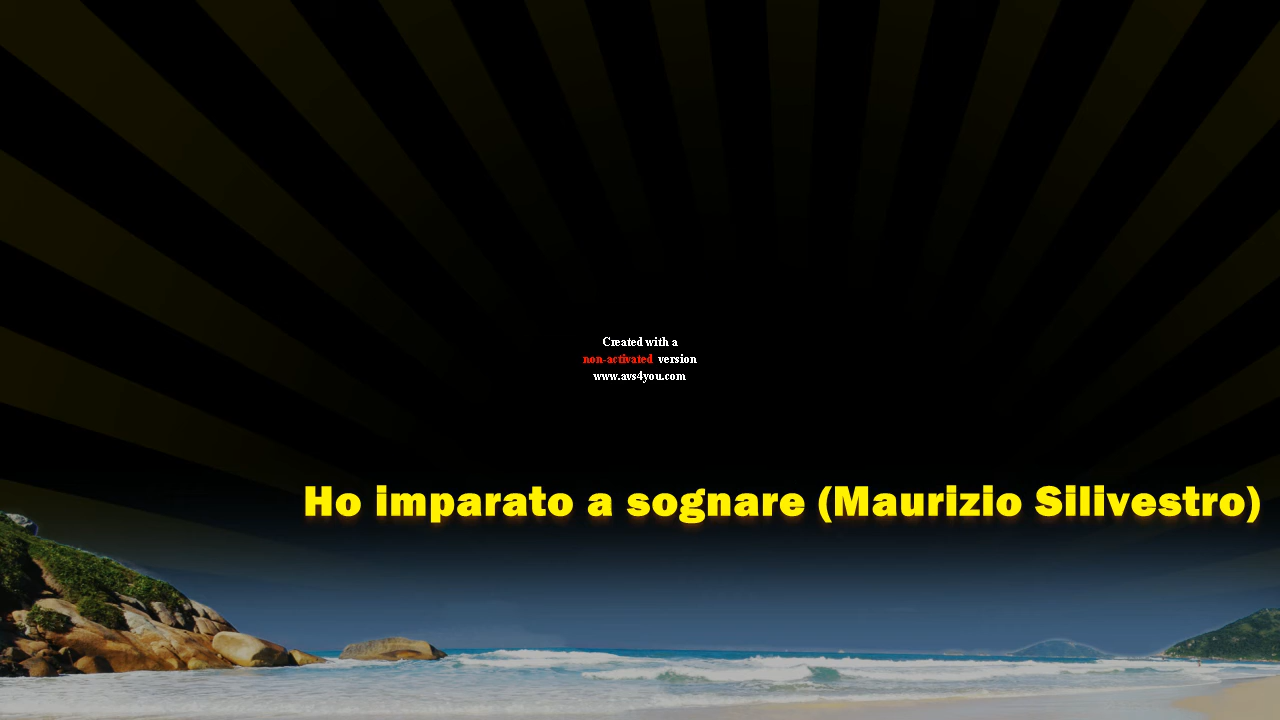 Created with a
non-activated version
www.avs4you.com
Ho imparato a sognare (Maurizio Silivestro)